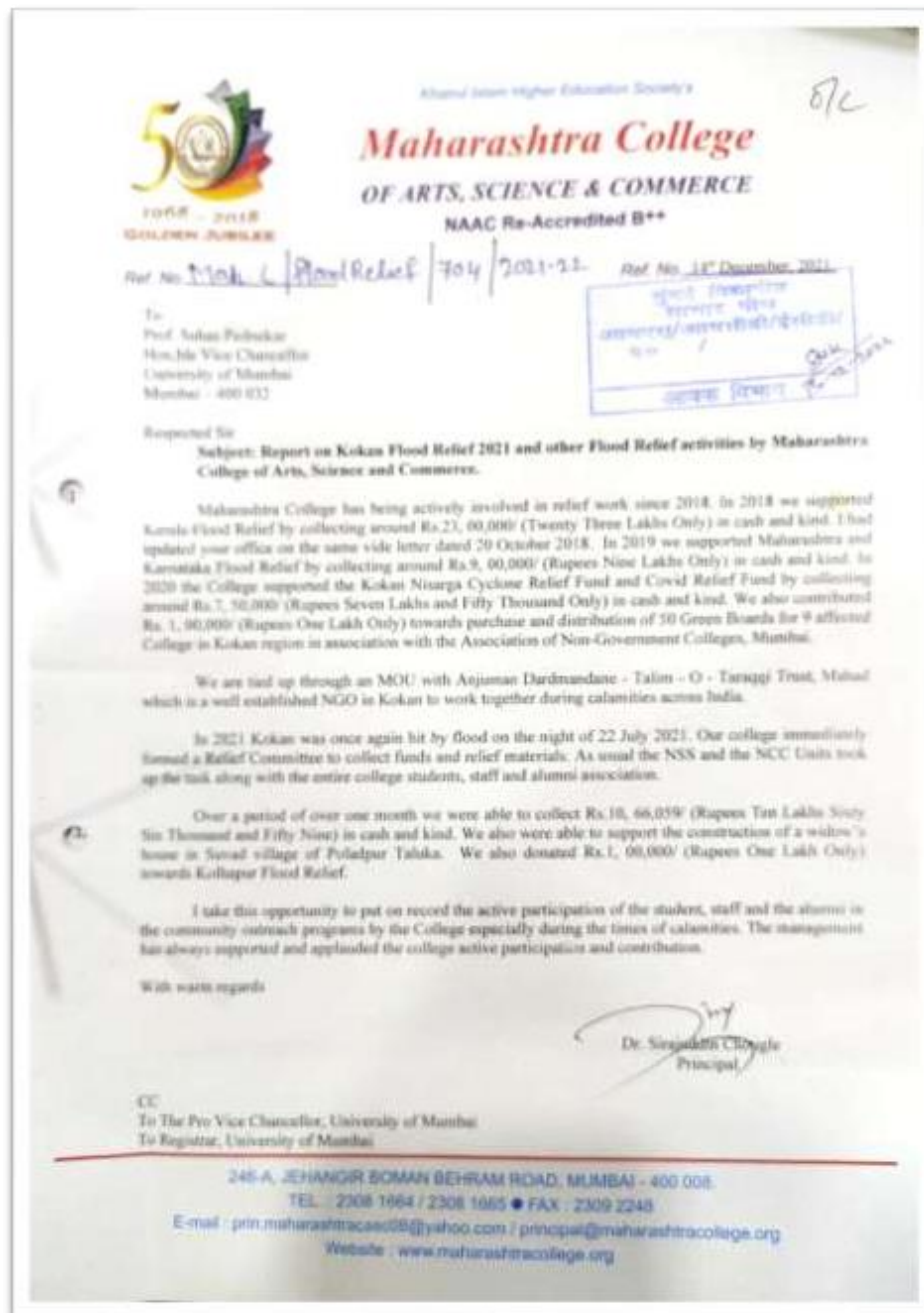 Khairul Islam Higher Education Society's
O/C
Maharashtra College
OF ARTS, SCIENCE & COMMERCE
NAAC Re-Accredited B++
50
1968 - 2018
GOLDEN JUBILEE
Ref No. Mah C/Flood Relief/704/2021-22
Ref. No. 18th December, 2021
मुंबई विद्यापीठ
आवक विभाग
To
Prof. Suhas Pednekar
Hon.ble Vice Chancellor
University of Mumbai
Mumbai - 400 032
Respected Sir
Subject: Report on Kokan Flood Relief 2021 and other Flood Relief activities by Maharashtra
College of Arts, Science and Commerce.
Maharashtra College has being actively involved in relief work since 2018. In 2018 we supported
Kerala Flood Relief by collecting around Rs.23, 00,000/ (Twenty Three Lakhs Only) in cash and kind. I had
updated your office on the same vide letter dated 20 October 2018. In 2019 we supported Maharashtra and
Karnataka Flood Relief by collecting around Rs.9, 00,000/ (Rupees Nine Lakhs Only) in cash and kind. In
2020 the College supported the Kokan Nisarga Cyclone Relief Fund and Covid Relief Fund by collecting
around Rs.7, 50,000/ (Rupees Seven Lakhs and Fifty Thousand Only) in cash and kind. We also contributed
Rs. 1, 00,000/ (Rupees One Lakh Only) towards purchase and distribution of 50 Green Boards for 9 affected
College in Kokan region in association with the Association of Non-Government Colleges, Mumbai.
We are tied up through an MOU with Anjuman Dardmandane - Talim - O - Taraqqi Trust, Mahad
which is a well established NGO in Kokan to work together during calamities across India.
In 2021 Kokan was once again hit by flood on the night of 22 July 2021. Our college immediately
formed a Relief Committee to collect funds and relief materials. As usual the NSS and the NCC Units took
up the task along with the entire college students, staff and alumni association.
Over a period of over one month we were able to collect Rs.10, 66,059/ (Rupees Ten Lakhs Sixty
Six Thousand and Fifty Nine) in cash and kind. We also were able to support the construction of a widow's
house in Savad village of Poladpur Taluka. We also donated Rs.1, 00,000/ (Rupees One Lakh Only)
towards Kolhapur Flood Relief.
I take this opportunity to put on record the active participation of the student, staff and the alumni in
the community outreach programs by the College especially during the times of calamities. The management
has always supported and applauded the college active participation and contribution.
With warm regards
Dr. Sirajuddin Chougle
Principal
CC
To The Pro Vice Chancellor, University of Mumbai
To Registrar, University of Mumbai
246-A, JEHANGIR BOMAN BEHRAM ROAD, MUMBAI - 400 008.
TEL : 2308 1664 / 2308 1665 ● FAX : 2309 2248
E-mail : prin.maharashtracasc08@yahoo.com / principal@maharashtracollege.org
Website : www.maharashtracollege.org